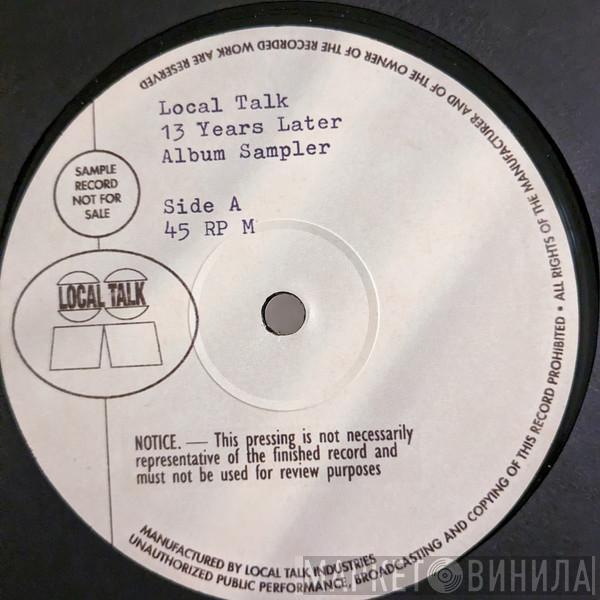 Local Talk
13 Years Later
Album Sampler
Side A
45 RP M
SAMPLE
RECORD
NOT FOR
SALE
LOCAL TALK
NOTICE. — This pressing is not necessarily
representative of the finished record and
must not be used for review purposes
MANUFACTURED BY LOCAL TALK INDUSTRIES
UNAUTHORIZED PUBLIC PERFORMANCE, BROADCASTING AND COPYING OF THIS RECORD PROHIBITED • ALL RIGHTS OF THE MANUFACTURER AND OF THE OWNER OF THE RECORDED WORK ARE RESERVED
МАРКЕТ ВИНИЛА